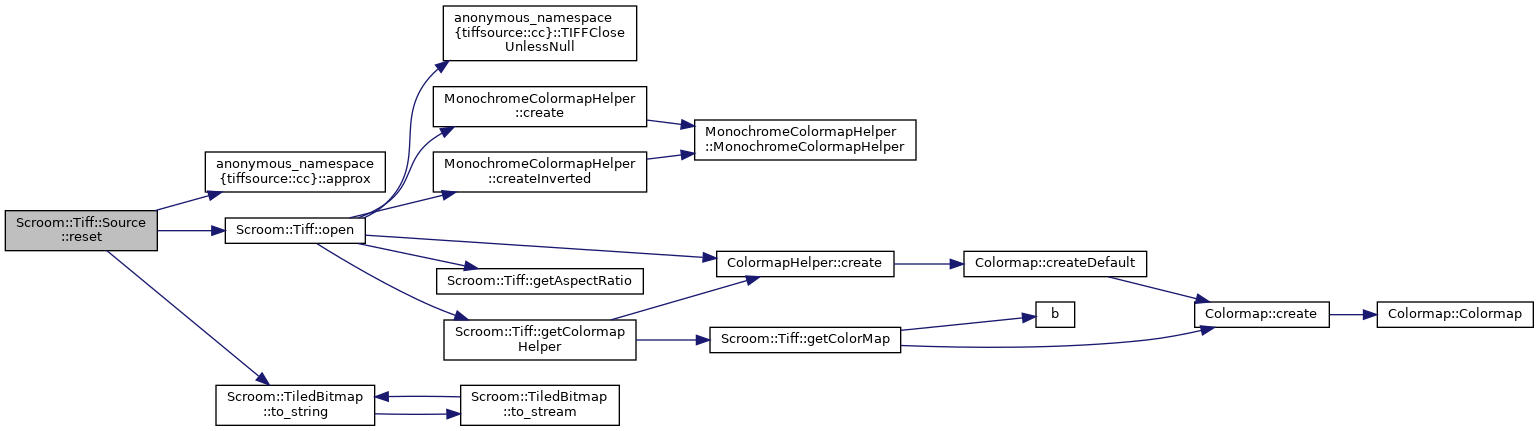 anonymous_namespace
{tiffsource::cc}::TIFFClose
UnlessNull
MonochromeColormapHelper
::create
MonochromeColormapHelper
::MonochromeColormapHelper
anonymous_namespace
{tiffsource::cc}::approx
MonochromeColormapHelper
::createInverted
Scroom::Tiff::Source
::reset
Scroom::Tiff::open
ColormapHelper::create
Colormap::createDefault
Scroom::Tiff::getAspectRatio
Scroom::Tiff::getColormap
Helper
Scroom::Tiff::getColorMap
b
Colormap::create
Colormap::Colormap
Scroom::TiledBitmap
::to_string
Scroom::TiledBitmap
::to_stream